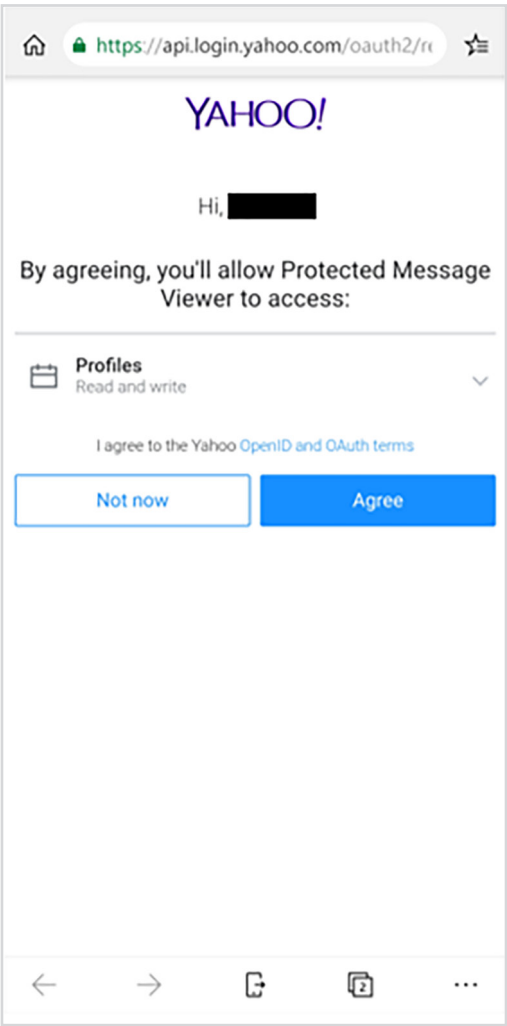 https://api.login.yahoo.com/oauth2/re
YAHOO!
Hi,
By agreeing, you'll allow Protected Message
Viewer to access:
Profiles
Read and write
I agree to the Yahoo OpenID and OAuth terms
Not now
Agree
2